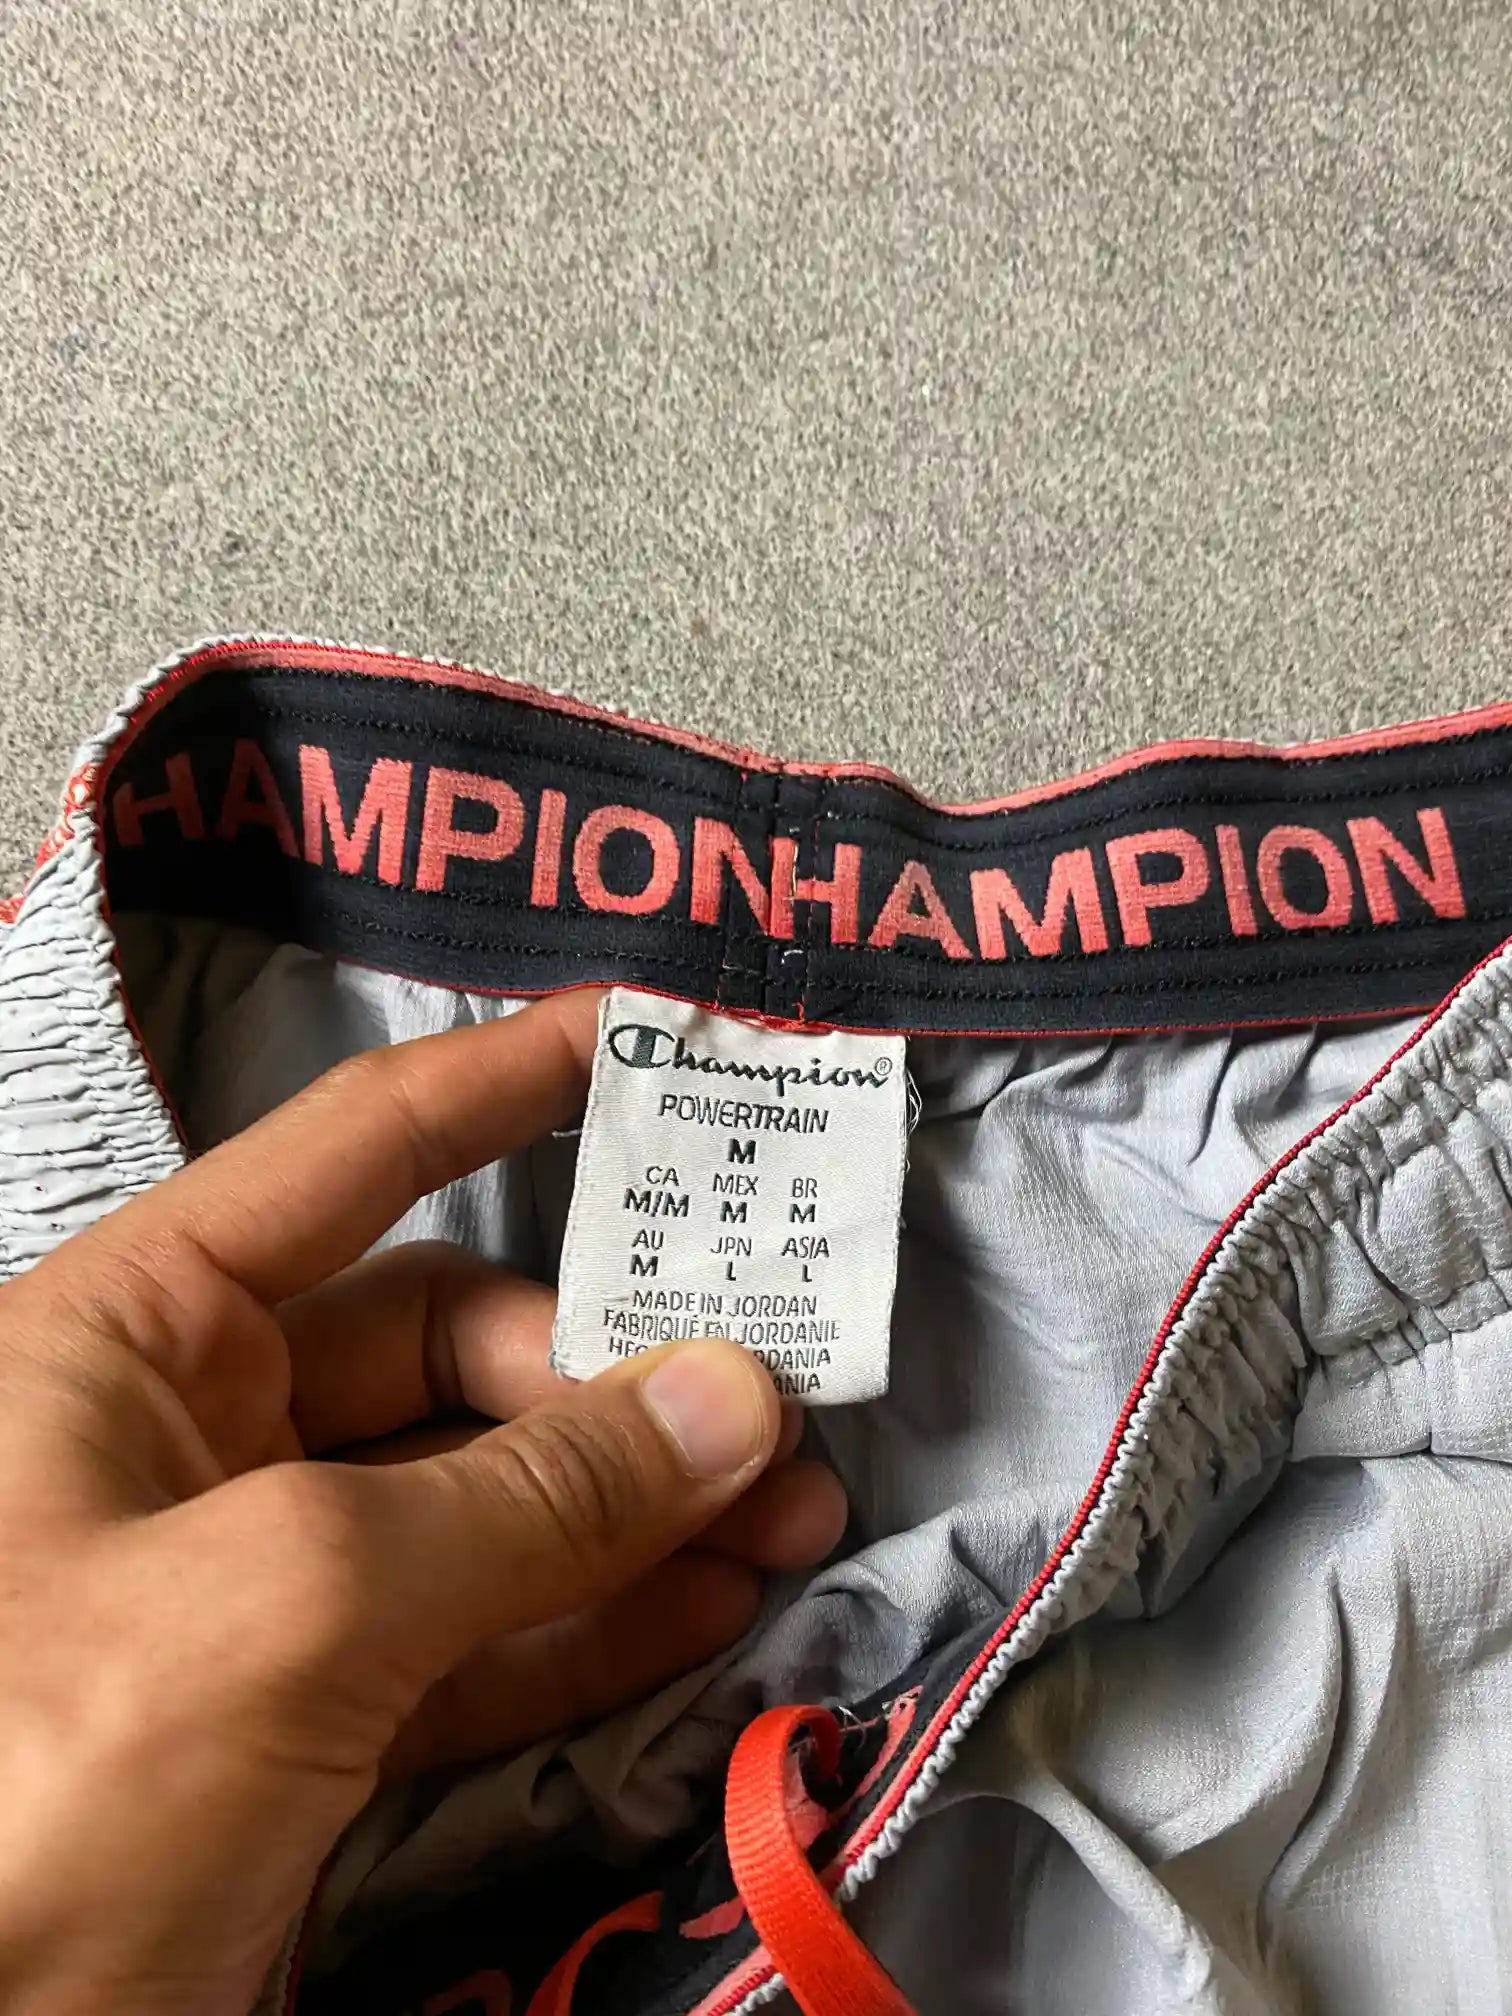 HAMPIONHAMPION
Champion®
POWERTRAIN
M
CA MEX BR
M/M M M
AU JPN ASIA
M L L
MADE IN JORDAN
FABRIQUÉ EN JORDANIE